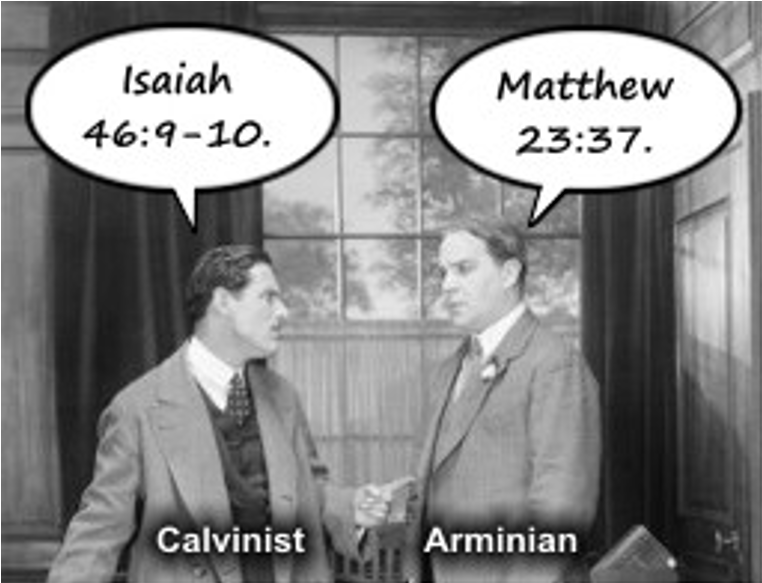 Isaiah
46:9-10.
Matthew
23:37.
Calvinist
Arminian